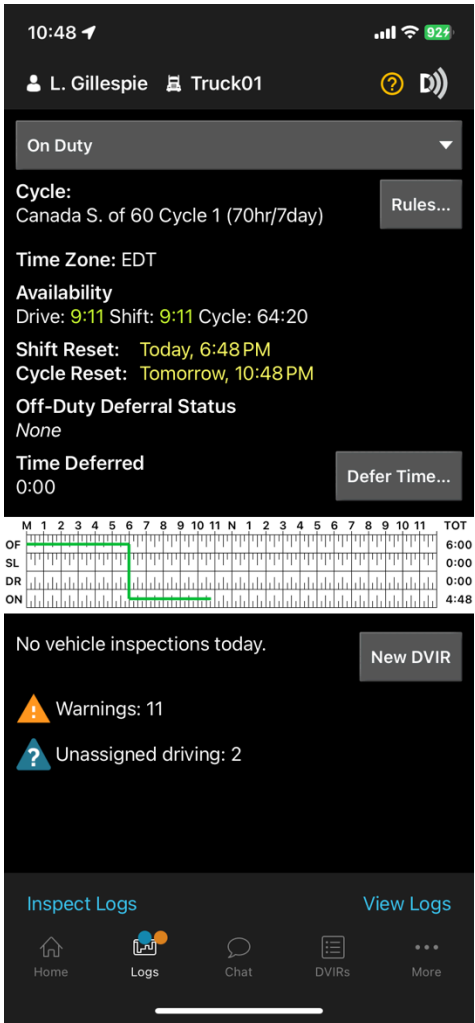 10:48
92
L. Gillespie Truck01 ? D
On Duty
Cycle:
Canada S. of 60 Cycle 1 (70hr/7day)
Rules...
Time Zone: EDT
Availability
Drive: 9:11 Shift: 9:11 Cycle: 64:20
Shift Reset: Today, 6:48 PM
Cycle Reset: Tomorrow, 10:48 PM
Off-Duty Deferral Status
None
Time Deferred
0:00
Defer Time...
M 1 2 3 4 5 6 7 8 9 10 11 N 1 2 3 4 5 6 7 8 9 10 11 TOT
OF 6:00
SL 0:00
DR 0:00
ON 4:48
No vehicle inspections today.
New DVIR
! Warnings: 11
? Unassigned driving: 2
Inspect Logs View Logs
Home Logs Chat DVIRs More